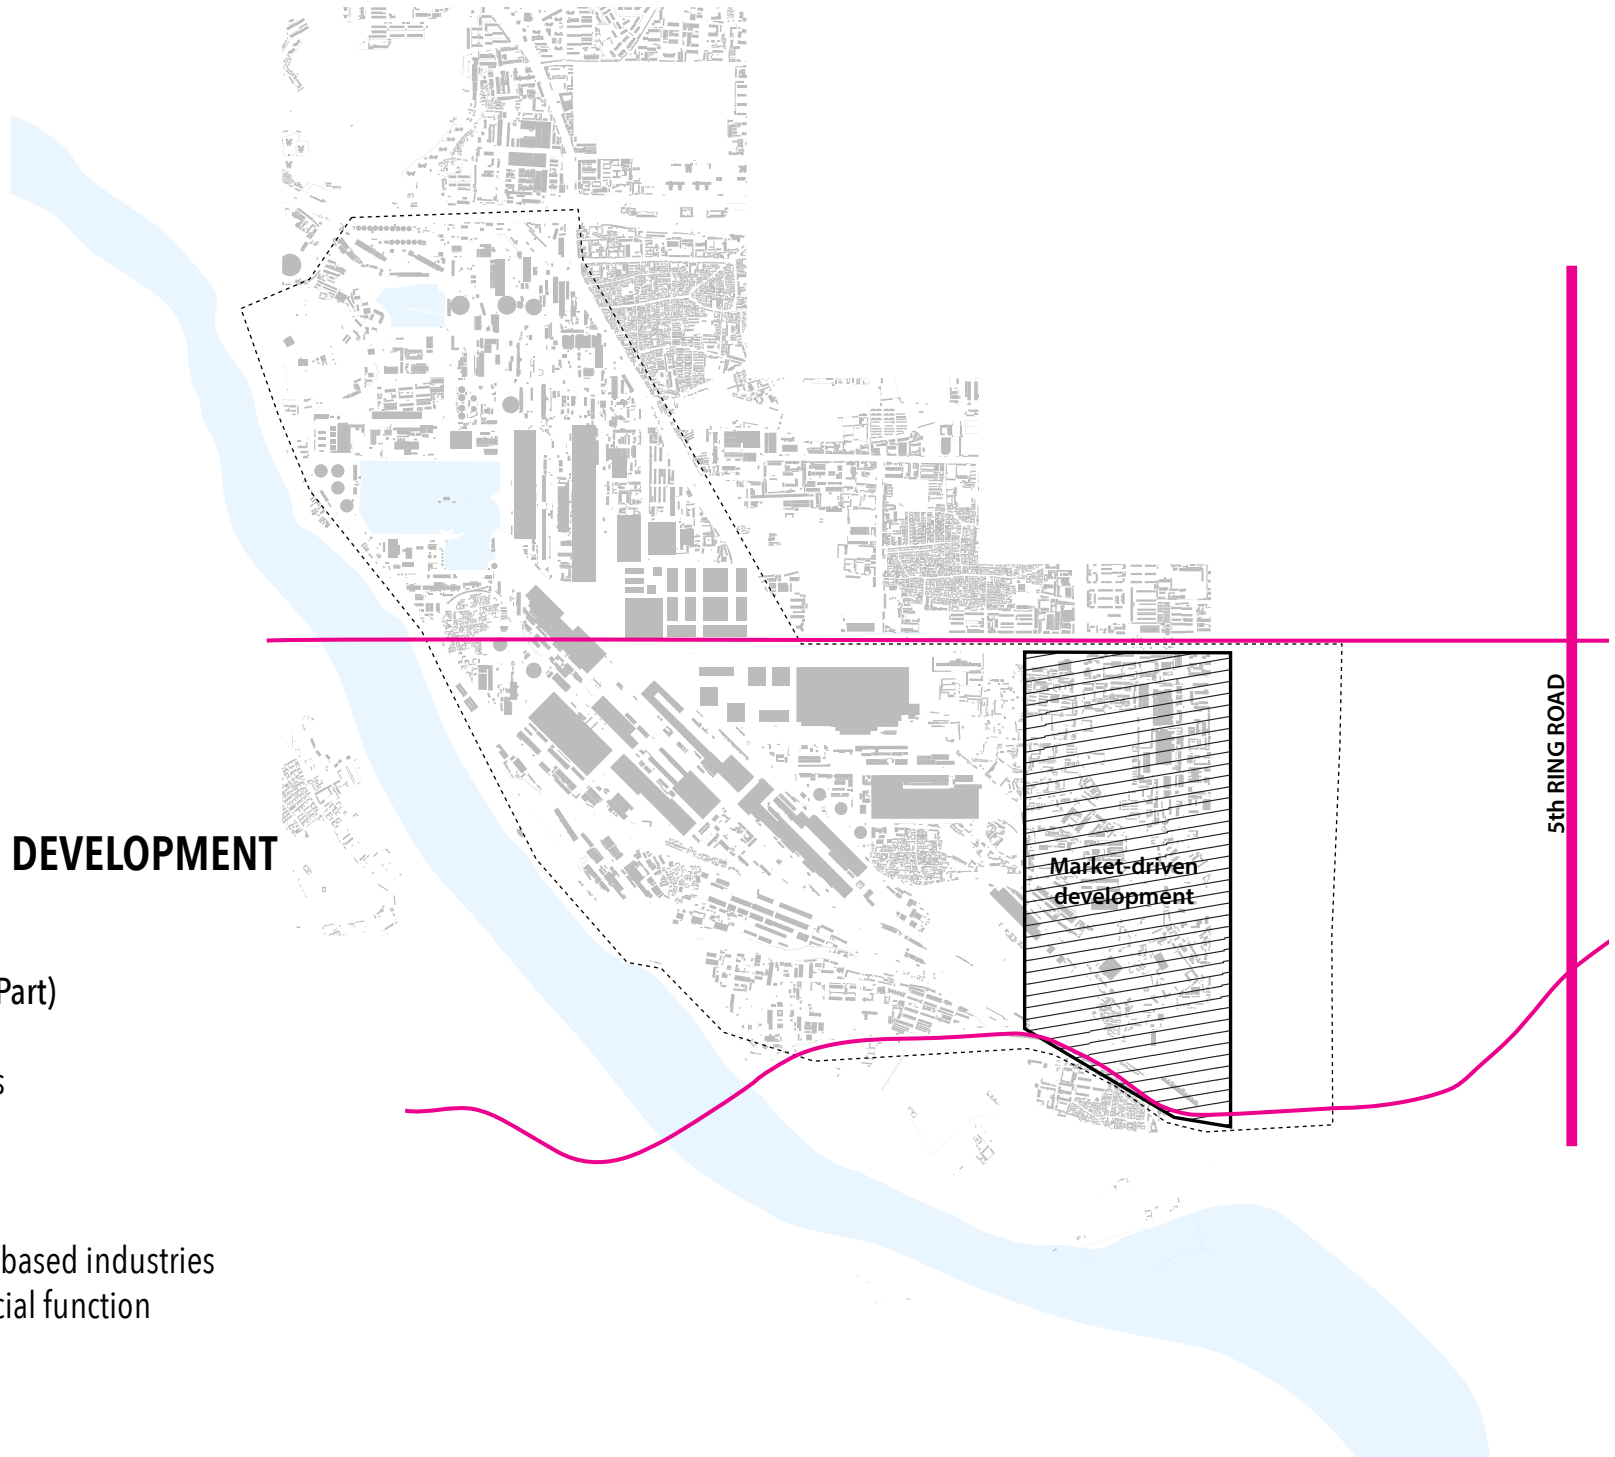 DEVELOPMENT
Part)
s
based industries
cial function
Market-driven
development
5th RING ROAD